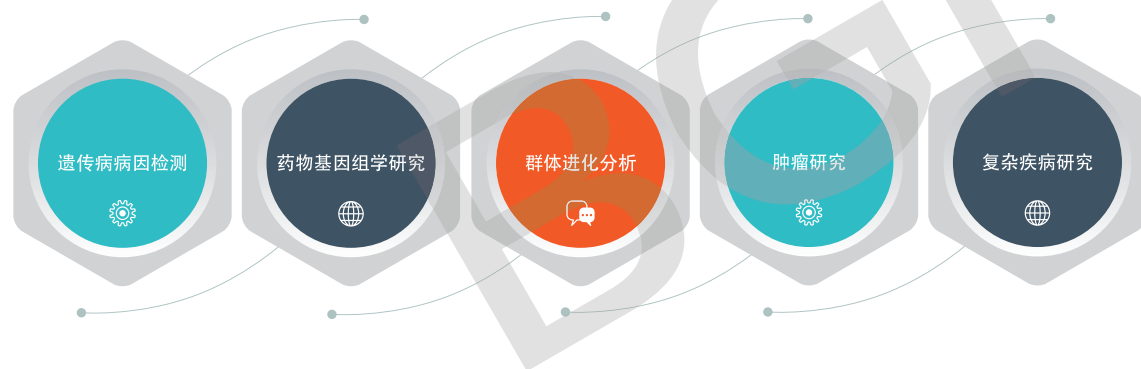 遗传病病因检测
药物基因组学研究
群体进化分析
肿瘤研究
复杂疾病研究